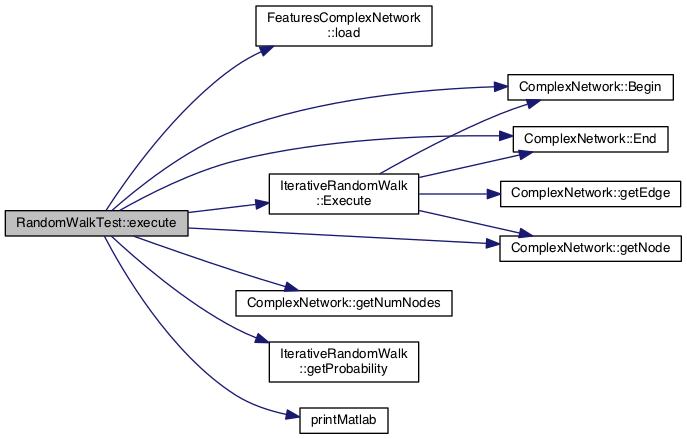 FeaturesComplexNetwork
::load
ComplexNetwork::Begin
ComplexNetwork::End
IterativeRandomWalk
::Execute
ComplexNetwork::getEdge
RandomWalkTest::execute
ComplexNetwork::getNode
ComplexNetwork::getNumNodes
IterativeRandomWalk
::getProbability
printMatlab